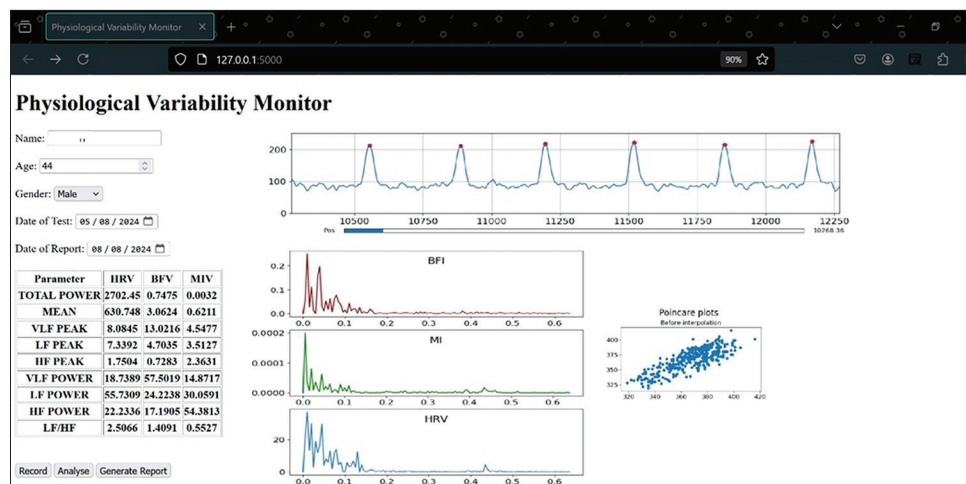 Physiological Variability Monitor
127.0.0.1:5000
90%
Physiological Variability Monitor
Name:
Age: 44
Gender: Male
Date of Test: 05 / 08 / 2024
Date of Report: 08 / 08 / 2024
Parameter HRV BFV MIV
TOTAL POWER 2702.45 0.7475 0.0032
MEAN 630.748 3.0624 0.6211
VLF PEAK 8.0845 13.0216 4.5477
LF PEAK 7.3392 4.7035 3.5127
HF PEAK 1.7504 0.7283 2.3631
VLF POWER 18.7389 57.5019 14.8717
LF POWER 55.7309 24.2238 30.0591
HF POWER 22.2336 17.1905 54.3813
LF/HF 2.5066 1.4091 0.5527
Record Analyse Generate Report
200
100
0
10500 10750 11000 11250 11500 11750 12000 12250
Pos 10268.36
BFI
0.2
0.1
0.0
0.0 0.1 0.2 0.3 0.4 0.5 0.6
MI
0.0002
0.0001
0.0000
0.0 0.1 0.2 0.3 0.4 0.5 0.6
HRV
20
0
0.0 0.1 0.2 0.3 0.4 0.5 0.6
Poincare plots
Before interpolation
400
375
350
325
320 340 360 380 400 420